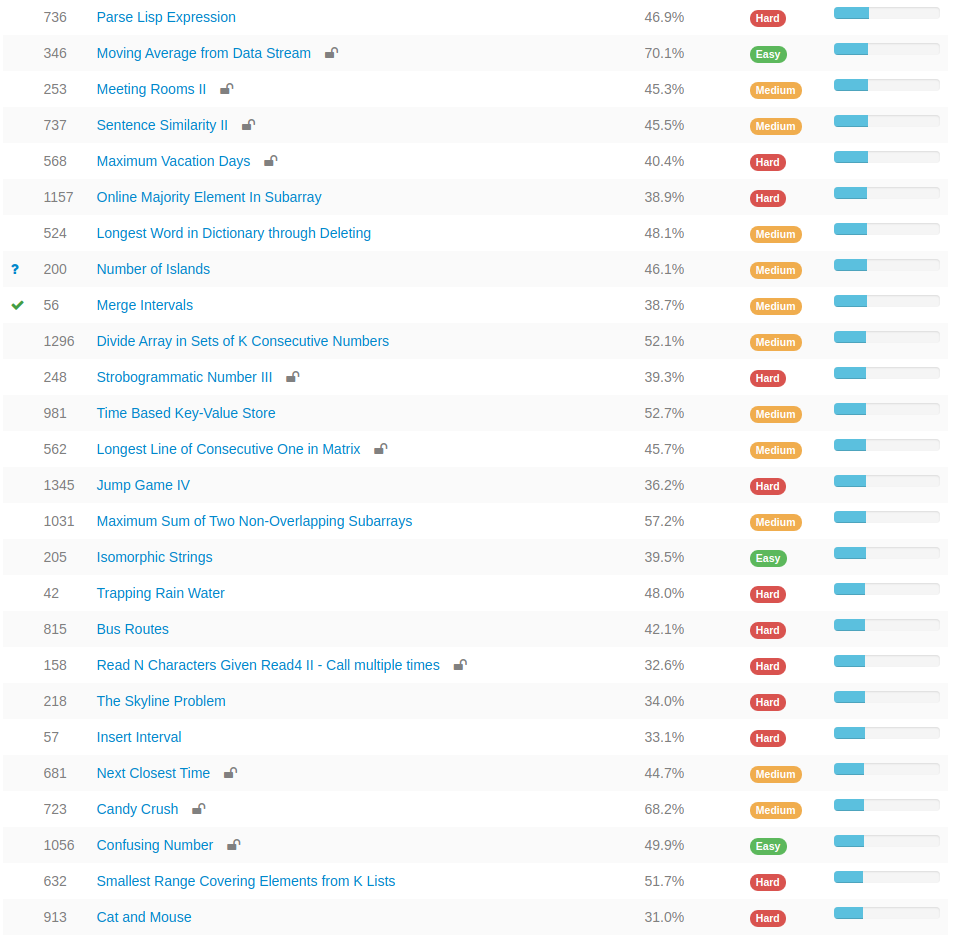 736 Parse Lisp Expression 46.9% Hard
346 Moving Average from Data Stream 70.1% Easy
253 Meeting Rooms II 45.3% Medium
737 Sentence Similarity II 45.5% Medium
568 Maximum Vacation Days 40.4% Hard
1157 Online Majority Element In Subarray 38.9% Hard
524 Longest Word in Dictionary through Deleting 48.1% Medium
? 200 Number of Islands 46.1% Medium
56 Merge Intervals 38.7% Medium
1296 Divide Array in Sets of K Consecutive Numbers 52.1% Medium
248 Strobogrammatic Number III 39.3% Hard
981 Time Based Key-Value Store 52.7% Medium
562 Longest Line of Consecutive One in Matrix 45.7% Medium
1345 Jump Game IV 36.2% Hard
1031 Maximum Sum of Two Non-Overlapping Subarrays 57.2% Medium
205 Isomorphic Strings 39.5% Easy
42 Trapping Rain Water 48.0% Hard
815 Bus Routes 42.1% Hard
158 Read N Characters Given Read4 II - Call multiple times 32.6% Hard
218 The Skyline Problem 34.0% Hard
57 Insert Interval 33.1% Hard
681 Next Closest Time 44.7% Medium
723 Candy Crush 68.2% Medium
1056 Confusing Number 49.9% Easy
632 Smallest Range Covering Elements from K Lists 51.7% Hard
913 Cat and Mouse 31.0% Hard